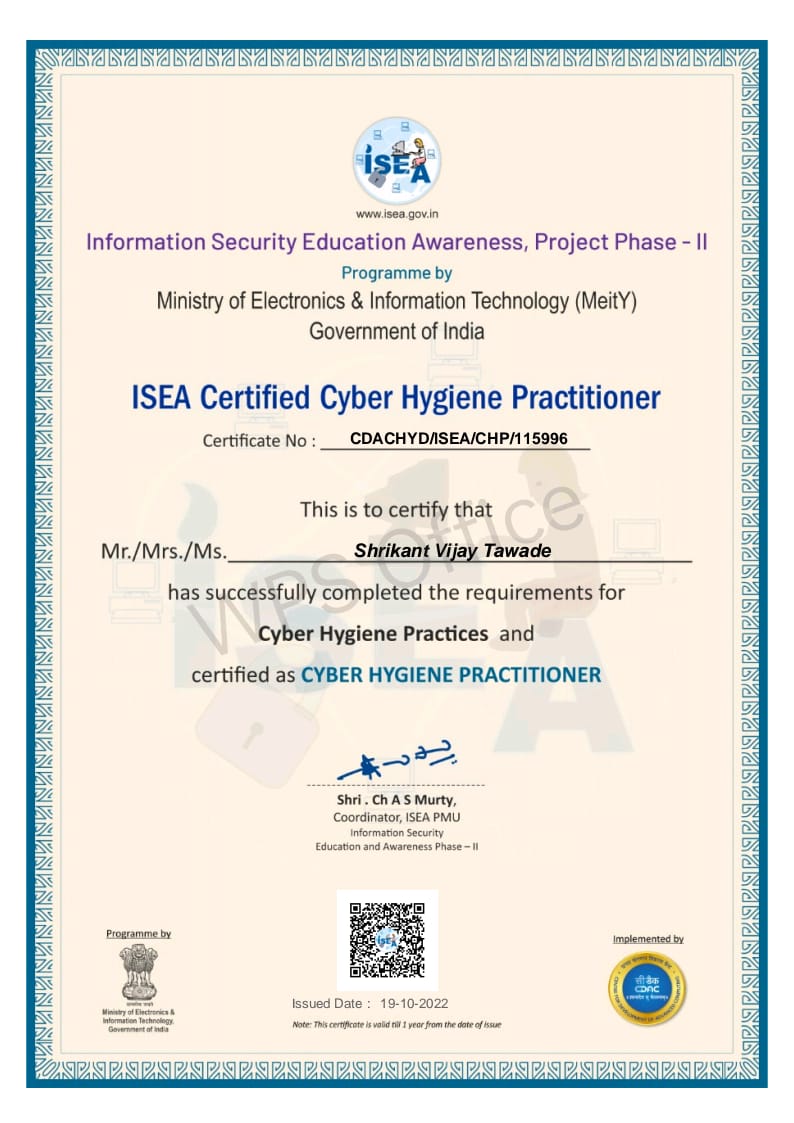 ISEA
www.isea.gov.in
Information Security Education Awareness, Project Phase - II
Programme by
Ministry of Electronics & Information Technology (MeitY)
Government of India
ISEA Certified Cyber Hygiene Practitioner
Certificate No : CDACHYD/ISEA/CHP/115996
This is to certify that
Mr./Mrs./Ms. Shrikant Vijay Tawade
has successfully completed the requirements for
Cyber Hygiene Practices and
certified as CYBER HYGIENE PRACTITIONER
WPS Office
Shri . Ch A S Murty,
Coordinator, ISEA PMU
Information Security
Education and Awareness Phase – II
Programme by
सत्यमेव जयते
Ministry of Electronics &
Information Technology,
Government of India
ISEA
Issued Date : 19-10-2022
Note: This certificate is valid till 1 year from the date of issue
Implemented by
सी डैक
CDAC